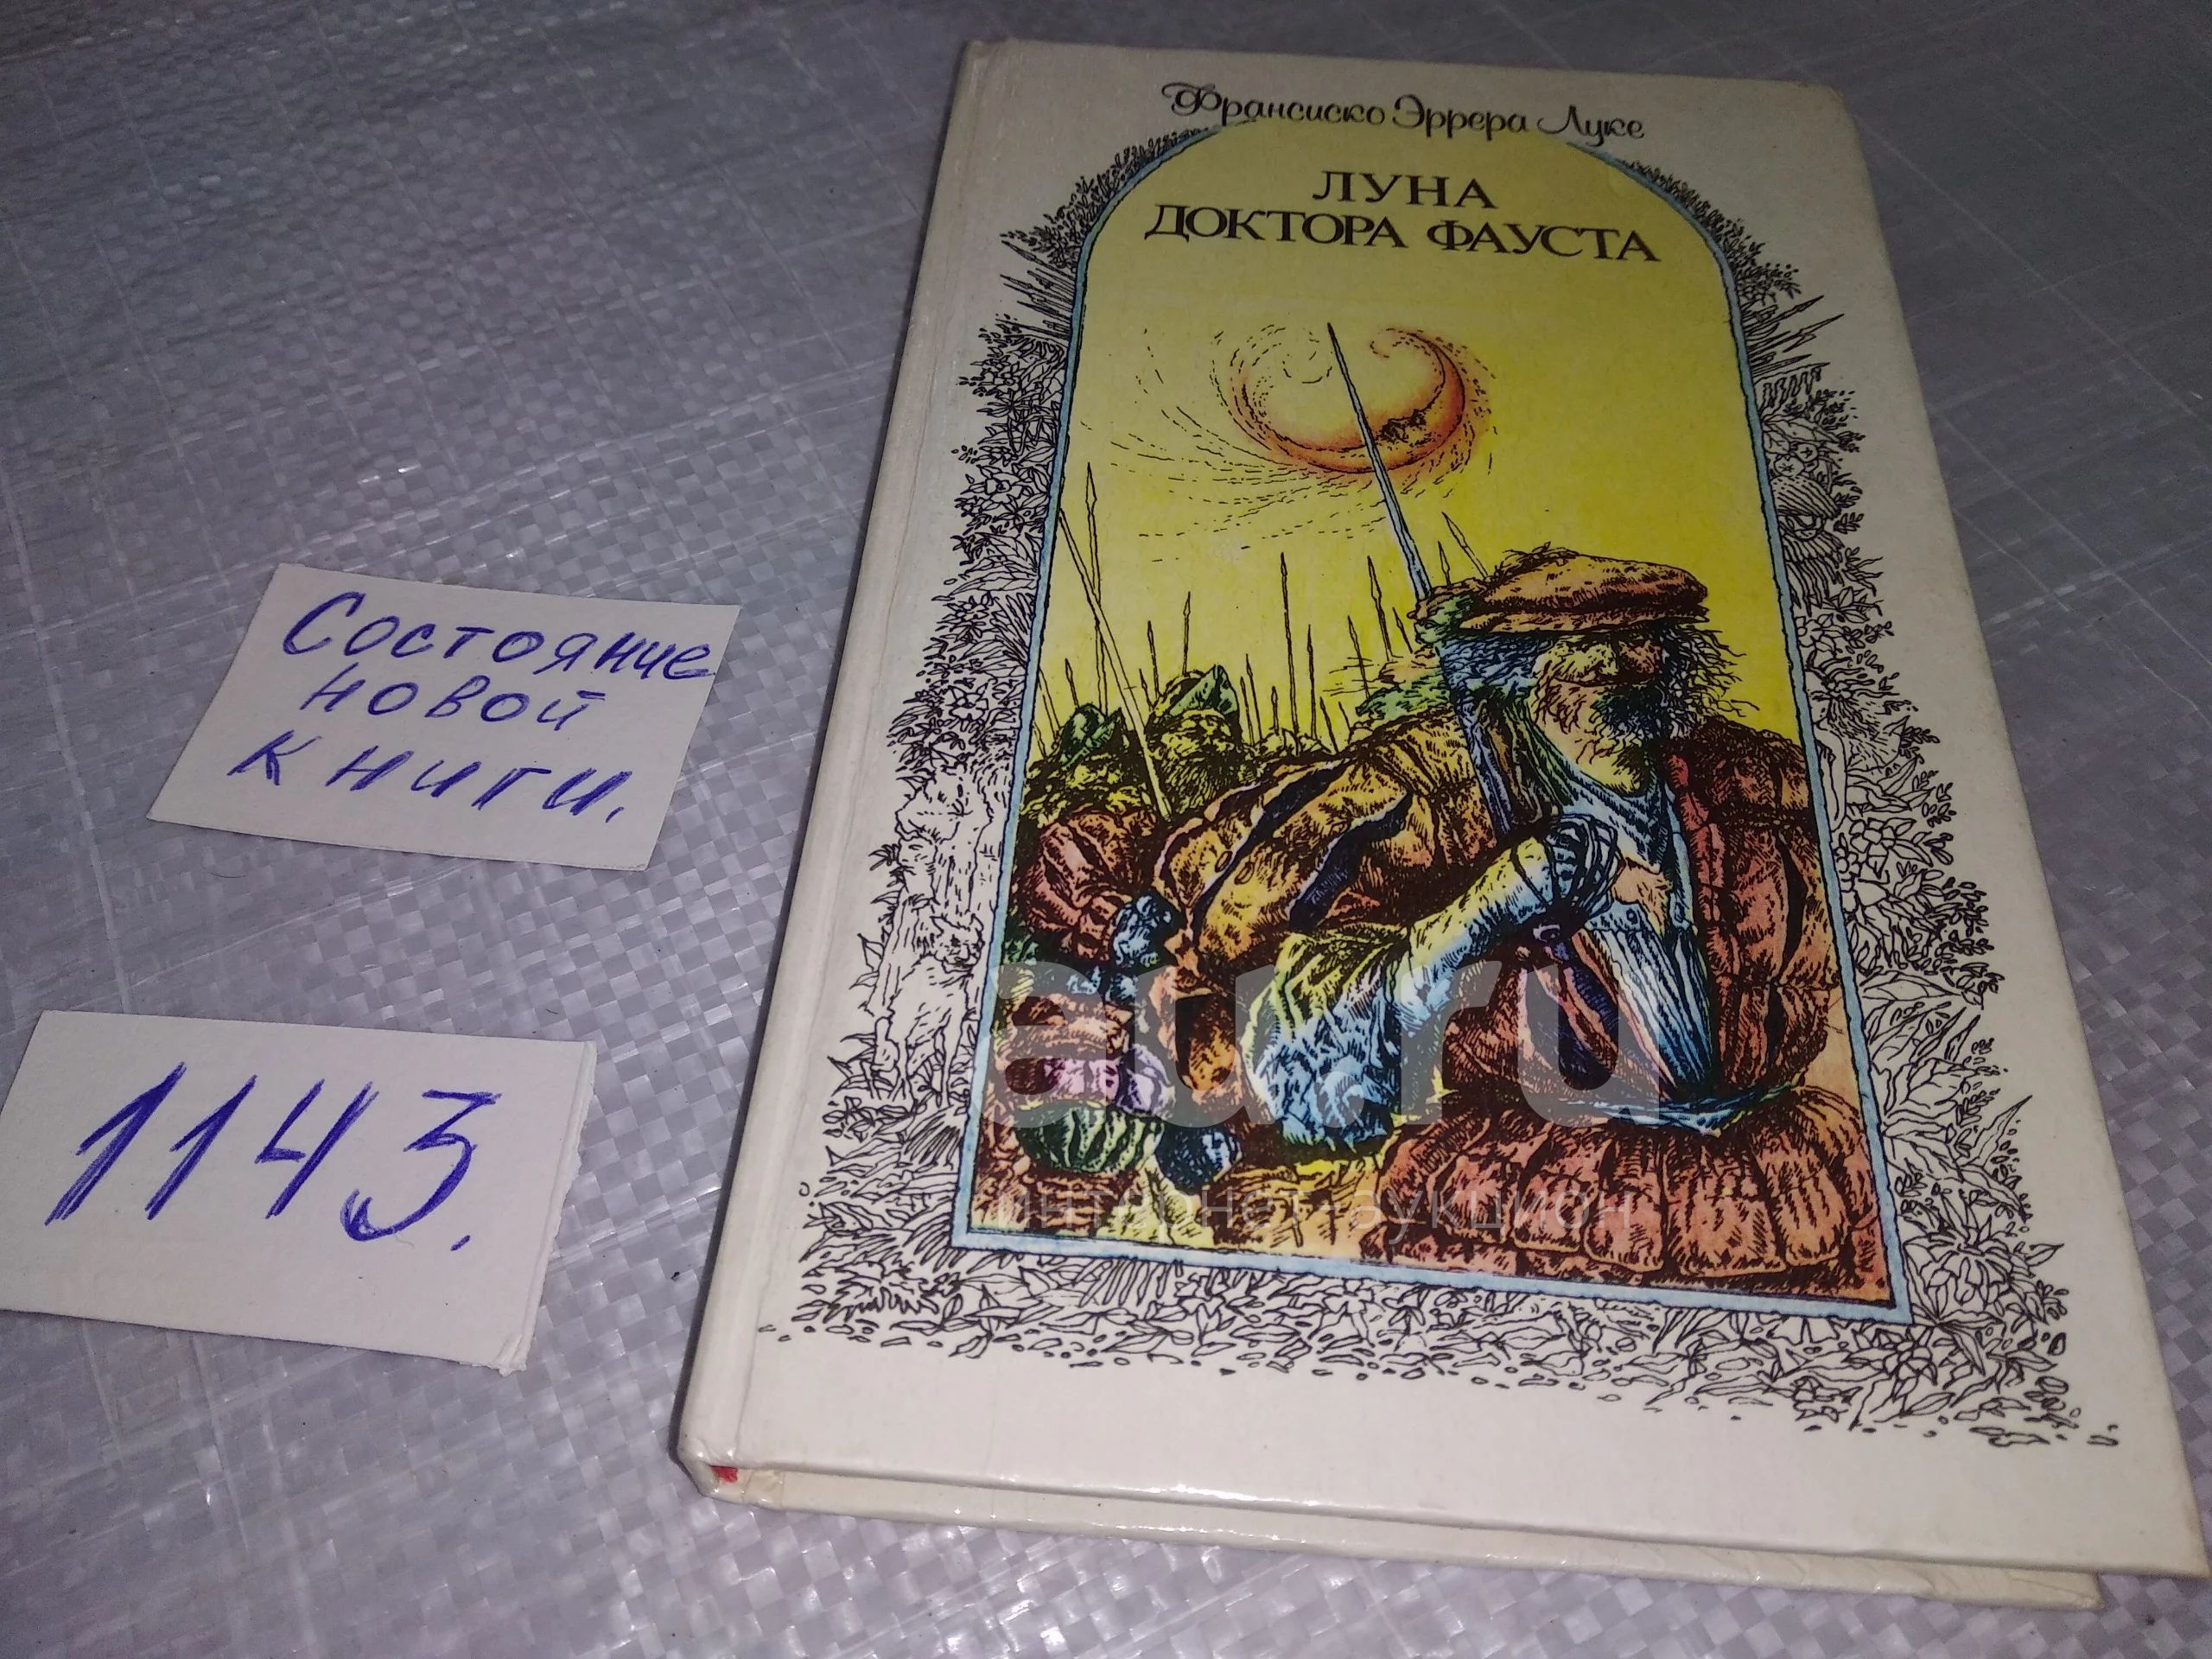 Франсиско Эррера Луке
ЛУНА
ДОКТОРА ФАУСТА
Состояние
новой
книги.
1143.
au.ru
ИНТЕРНЕТ-АУКЦИОН